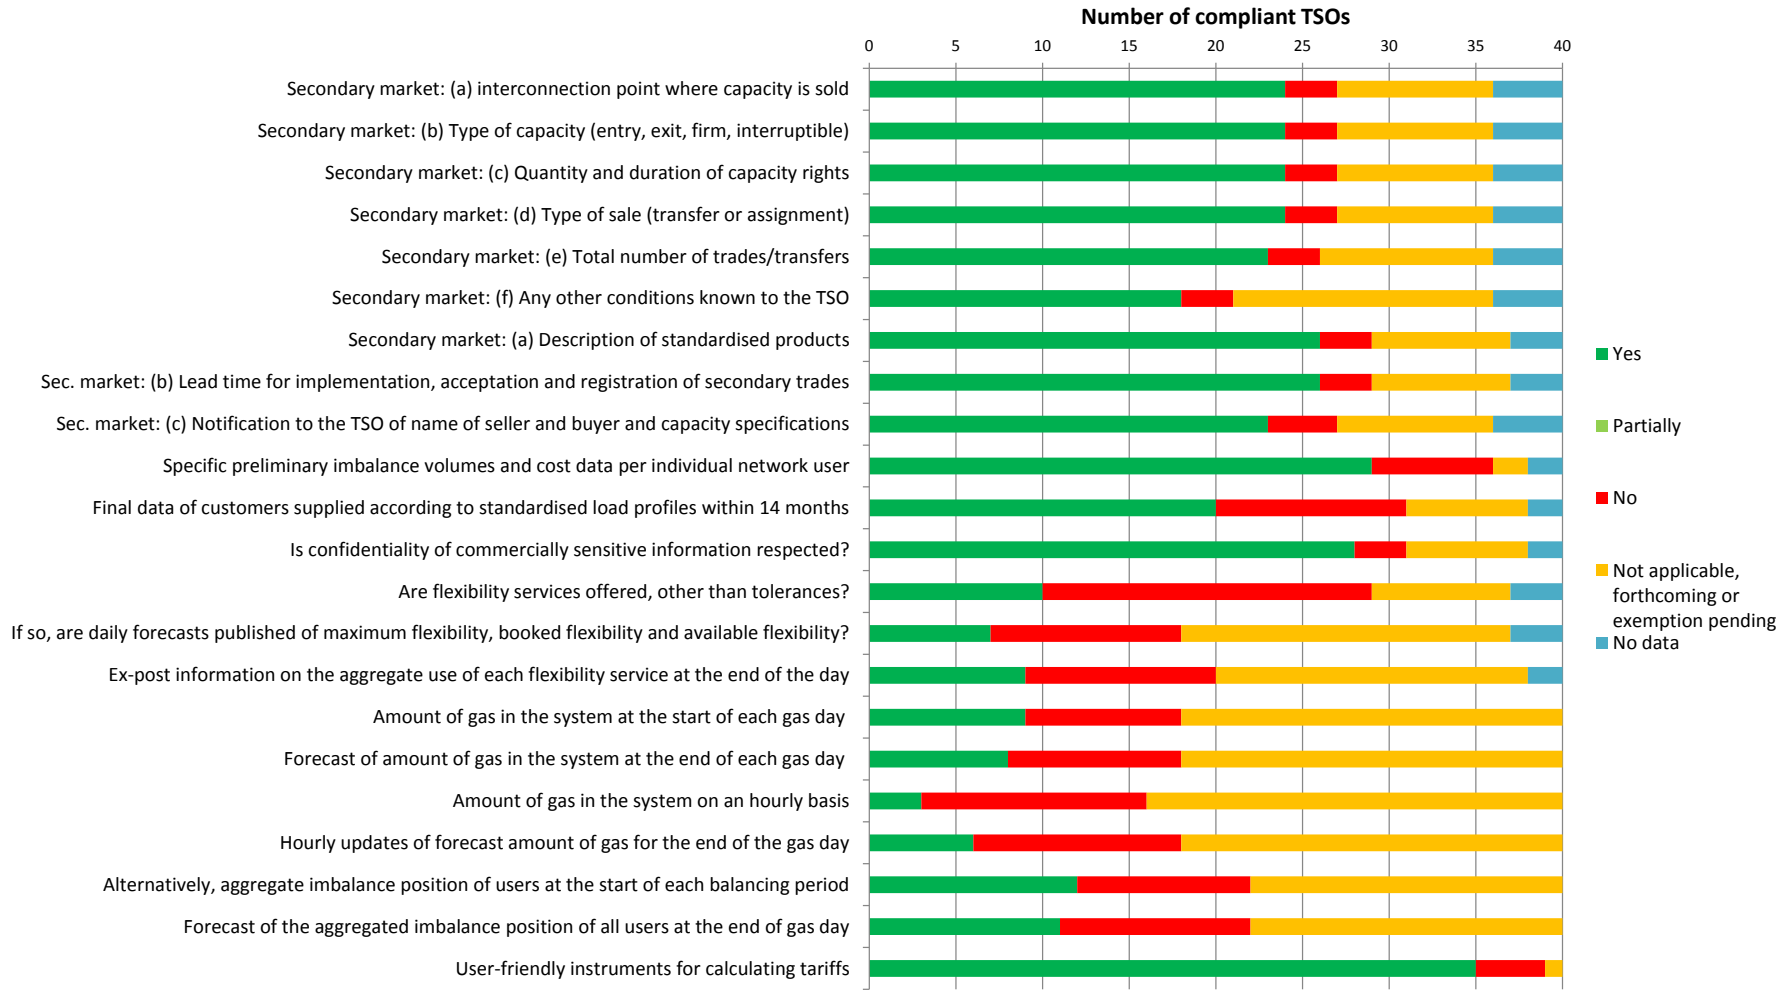 Number of compliant TSOs
0 5 10 15 20 25 30 35 40
Secondary market: (a) interconnection point where capacity is sold
Secondary market: (b) Type of capacity (entry, exit, firm, interruptible)
Secondary market: (c) Quantity and duration of capacity rights
Secondary market: (d) Type of sale (transfer or assignment)
Secondary market: (e) Total number of trades/transfers
Secondary market: (f) Any other conditions known to the TSO
Secondary market: (a) Description of standardised products
Sec. market: (b) Lead time for implementation, acceptation and registration of secondary trades
Sec. market: (c) Notification to the TSO of name of seller and buyer and capacity specifications
Specific preliminary imbalance volumes and cost data per individual network user
Final data of customers supplied according to standardised load profiles within 14 months
Is confidentiality of commercially sensitive information respected?
Are flexibility services offered, other than tolerances?
If so, are daily forecasts published of maximum flexibility, booked flexibility and available flexibility?
Ex-post information on the aggregate use of each flexibility service at the end of the day
Amount of gas in the system at the start of each gas day
Forecast of amount of gas in the system at the end of each gas day
Amount of gas in the system on an hourly basis
Hourly updates of forecast amount of gas for the end of the gas day
Alternatively, aggregate imbalance position of users at the start of each balancing period
Forecast of the aggregated imbalance position of all users at the end of gas day
User-friendly instruments for calculating tariffs
Yes
Partially
No
Not applicable,
forthcoming or
exemption pending
No data